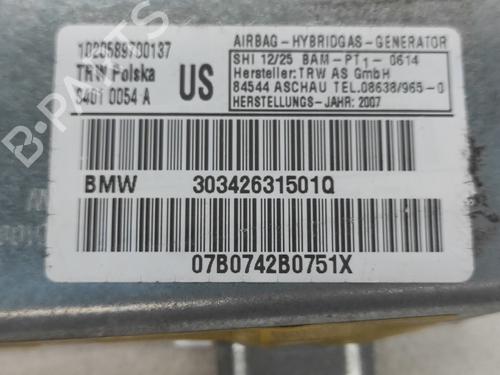 1020589700137
TRW Polska
8401 0054 A
US
AIRBAG-HYBRIDGAS-GENERATOR
SHI 12/25 BAM-PT1-0614
Hersteller:TRW AS GmbH
84544 ASCHAU TEL.08638/965-0
HERSTELLUNGS-JAHR:2007
BMW 30342631501Q
07B0742B0751X
B-PARTS